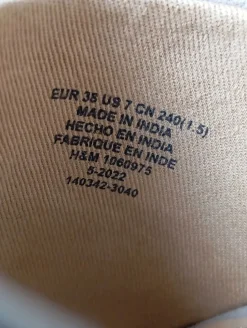 EUR 38 US 7 CN 240(1.5)
MADE IN INDIA
HECHO EN INDIA
FABRIQUE EN INDE
H&M 1060975
5-2022
140342-3040